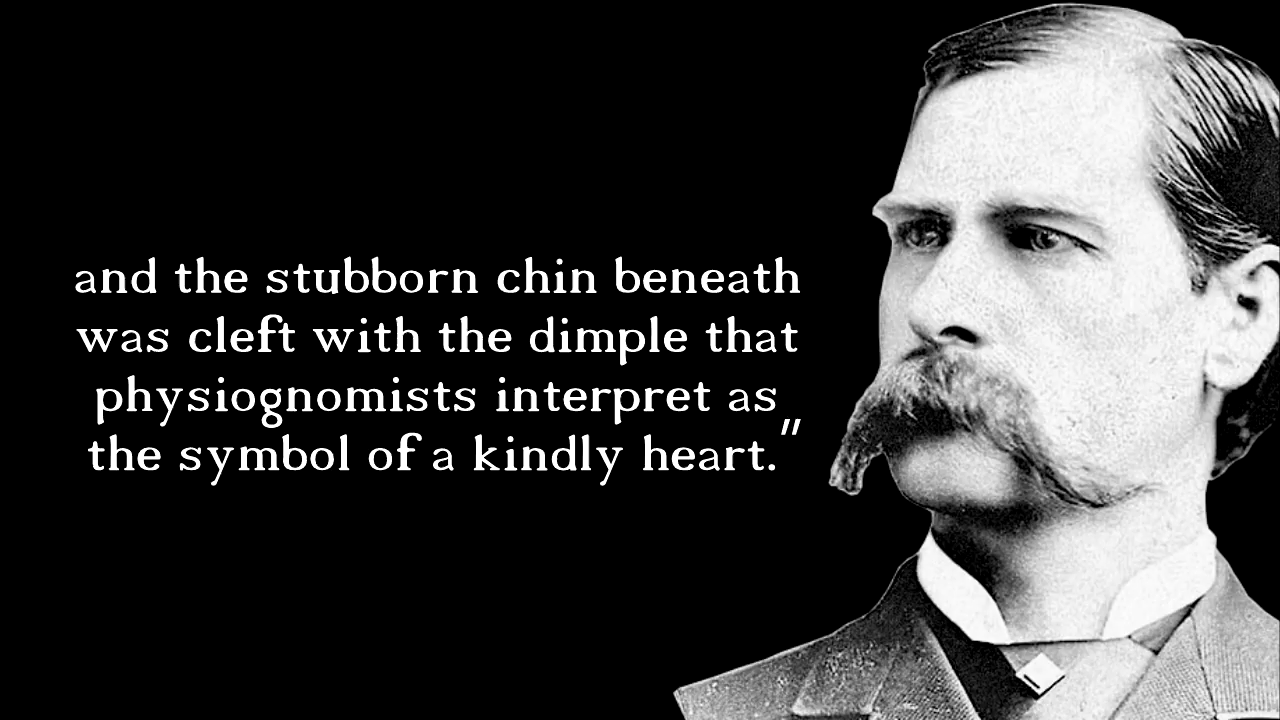 and the stubborn chin beneath
was cleft with the dimple that
physiognomists interpret as
the symbol of a kindly heart."